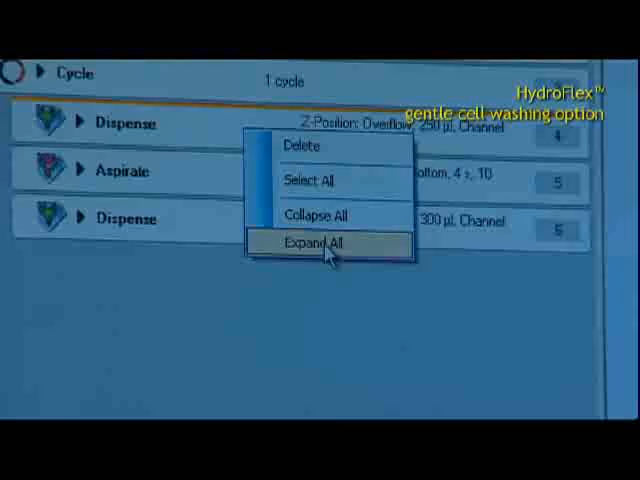 HydroFlex™
gentle cell washing option
Cycle
1 cycle
Dispense
Z-Position: Overflow, 250 µl, Channel
4
Delete
Aspirate
10
5
Select All
Dispense
300 µl, Channel
Collapse All
Expand All